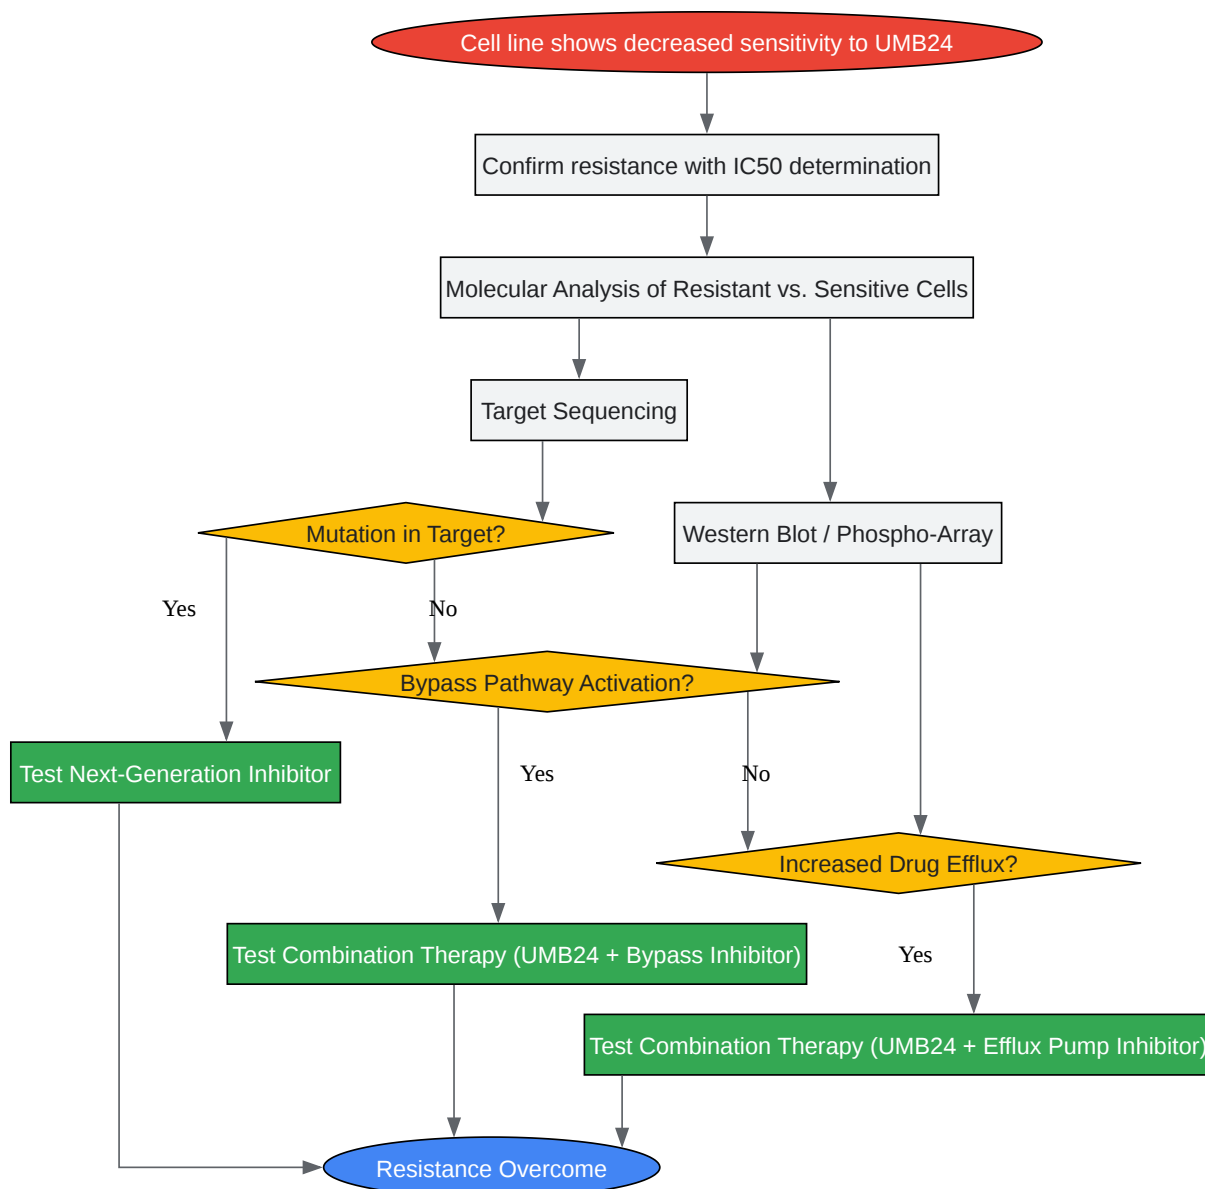 Cell line shows decreased sensitivity to UMB24
Confirm resistance with IC50 determination
Molecular Analysis of Resistant vs. Sensitive Cells
Target Sequencing
Mutation in Target?
Western Blot / Phospho-Array
Yes
No
Bypass Pathway Activation?
Test Next-Generation Inhibitor
Yes
No
Increased Drug Efflux?
Test Combination Therapy (UMB24 + Bypass Inhibitor)
Yes
Test Combination Therapy (UMB24 + Efflux Pump Inhibitor)
Resistance Overcome